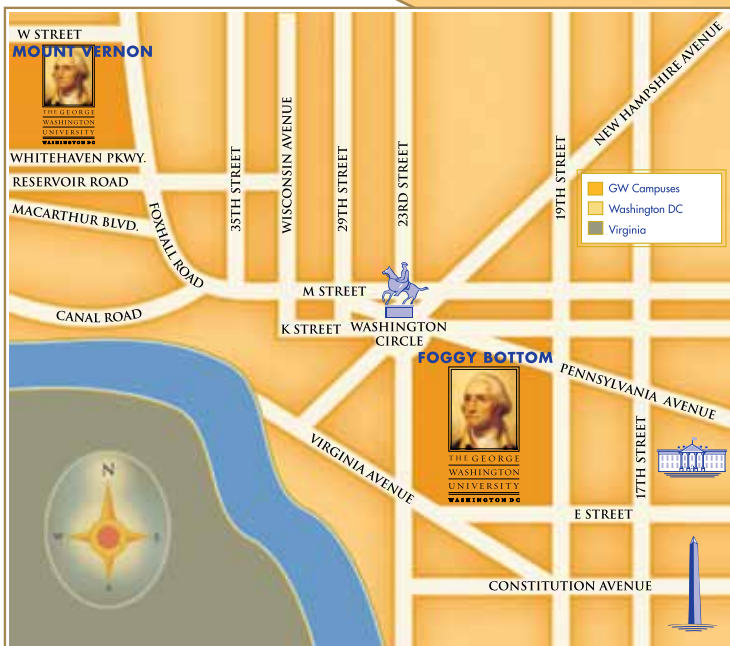 W STREET
MOUNT VERNON
THE GEORGE
WASHINGTON
UNIVERSITY
WASHINGTON DC
WHITEHAVEN PKWY.
RESERVOIR ROAD
MACARTHUR BLVD.
FOXHALL ROAD
CANAL ROAD
35TH STREET
WISCONSIN AVENUE
29TH STREET
23RD STREET
19TH STREET
NEW HAMPSHIRE AVENUE
GW Campuses
Washington DC
Virginia
M STREET
K STREET
WASHINGTON
CIRCLE
FOGGY BOTTOM
THE GEORGE
WASHINGTON
UNIVERSITY
WASHINGTON DC
PENNSYLVANIA AVENUE
17TH STREET
VIRGINIA AVENUE
E STREET
CONSTITUTION AVENUE
N
W
E
S